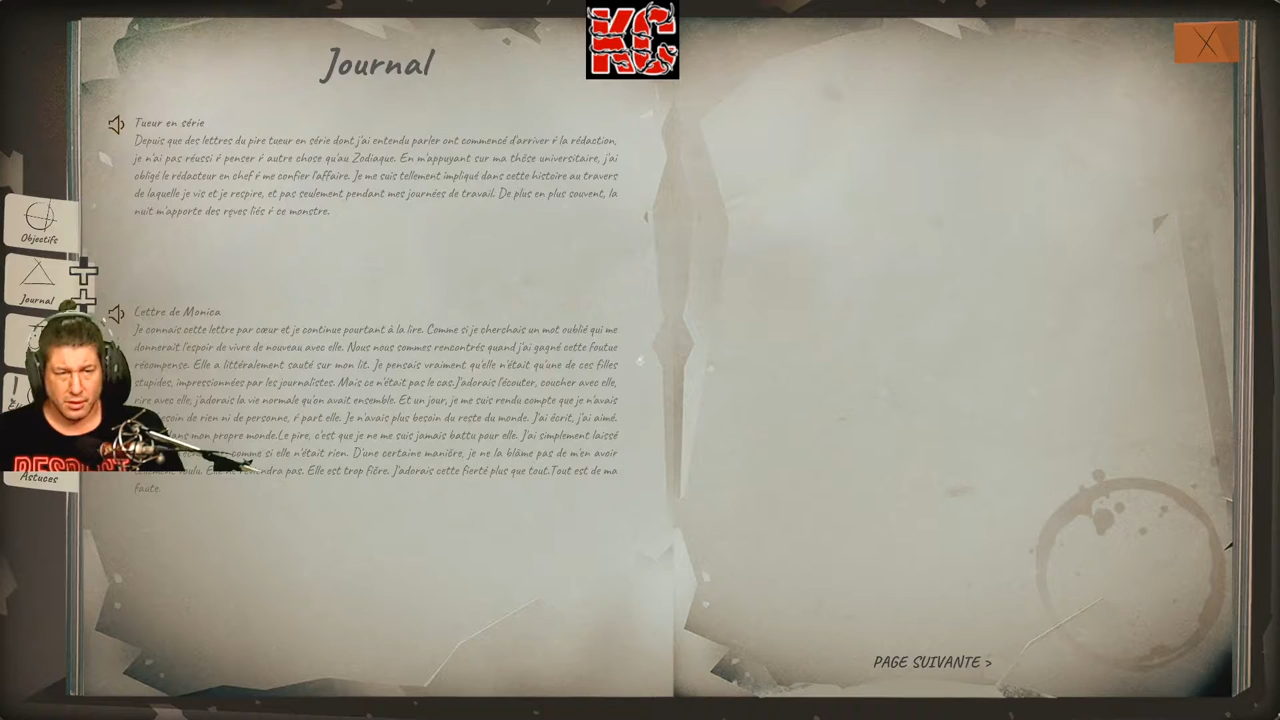 KC
X
Journal
Tueur en série
Depuis que des lettres du pire tueur en série dont j'ai entendu parler ont commencé d'arriver ŕ la rédaction,
je n'ai pas réussi ŕ penser ŕ autre chose qu'au Zodiaque. En m'appuyant sur ma thčse universitaire, j'ai
obligé le rédacteur en chef ŕ me confier l'affaire. Je me suis tellement impliqué dans cette histoire au travers
de laquelle je vis et je respire, et pas seulement pendant mes journées de travail. De plus en plus souvent, la
nuit m'apporte des ręves liés ŕ ce monstre.
Objectifs
Journal
Lettre de Monica
Je connais cette lettre par cœur et je continue pourtant ŕ la lire. Comme si je cherchais un mot oublié qui me
donnerait l'espoir de vivre de nouveau avec elle. Nous nous sommes rencontrés quand j'ai gagné cette foutue
récompense. Elle a littéralement sauté sur mon lit. Je pensais vraiment qu'elle n'était qu'une de ces filles
stupides, impressionnées par les journalistes. Mais ce n'était pas le cas.J'adorais l'écouter, coucher avec elle,
rire avec elle, j'adorais la vie normale qu'on avait ensemble. Et un jour, je me suis rendu compte que je n'avais
besoin de rien ni de personne, ŕ part elle. Je n'avais plus besoin du reste du monde. J'ai écrit, j'ai aimé.
dans mon propre monde.Le pire, c'est que je ne me suis jamais battu pour elle. J'ai simplement laissé
comme si elle n'était rien. D'une certaine maničre, je ne la blâme pas de m'en avoir
voulu. Elle ne reviendra pas. Elle est trop fičre. J'adorais cette fierté plus que tout.Tout est de ma
faute.
Astuces
PAGE SUIVANTE >